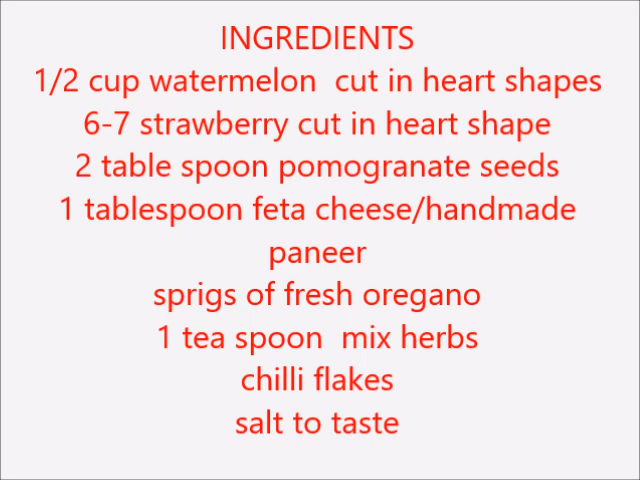 INGREDIENTS
1/2 cup watermelon  cut in heart shapes
6-7 strawberry cut in heart shape
2 table spoon pomogranate seeds
1 tablespoon feta cheese/handmade
paneer
sprigs of fresh oregano
1 tea spoon  mix herbs
chilli flakes
salt to taste